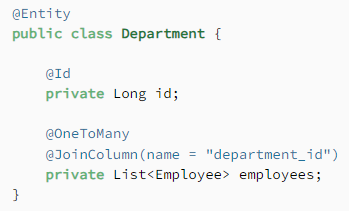 @Entity
public class Department {
@Id
private Long id;
@OneToMany
@JoinColumn(name = "department_id")
private List<Employee> employees;
}